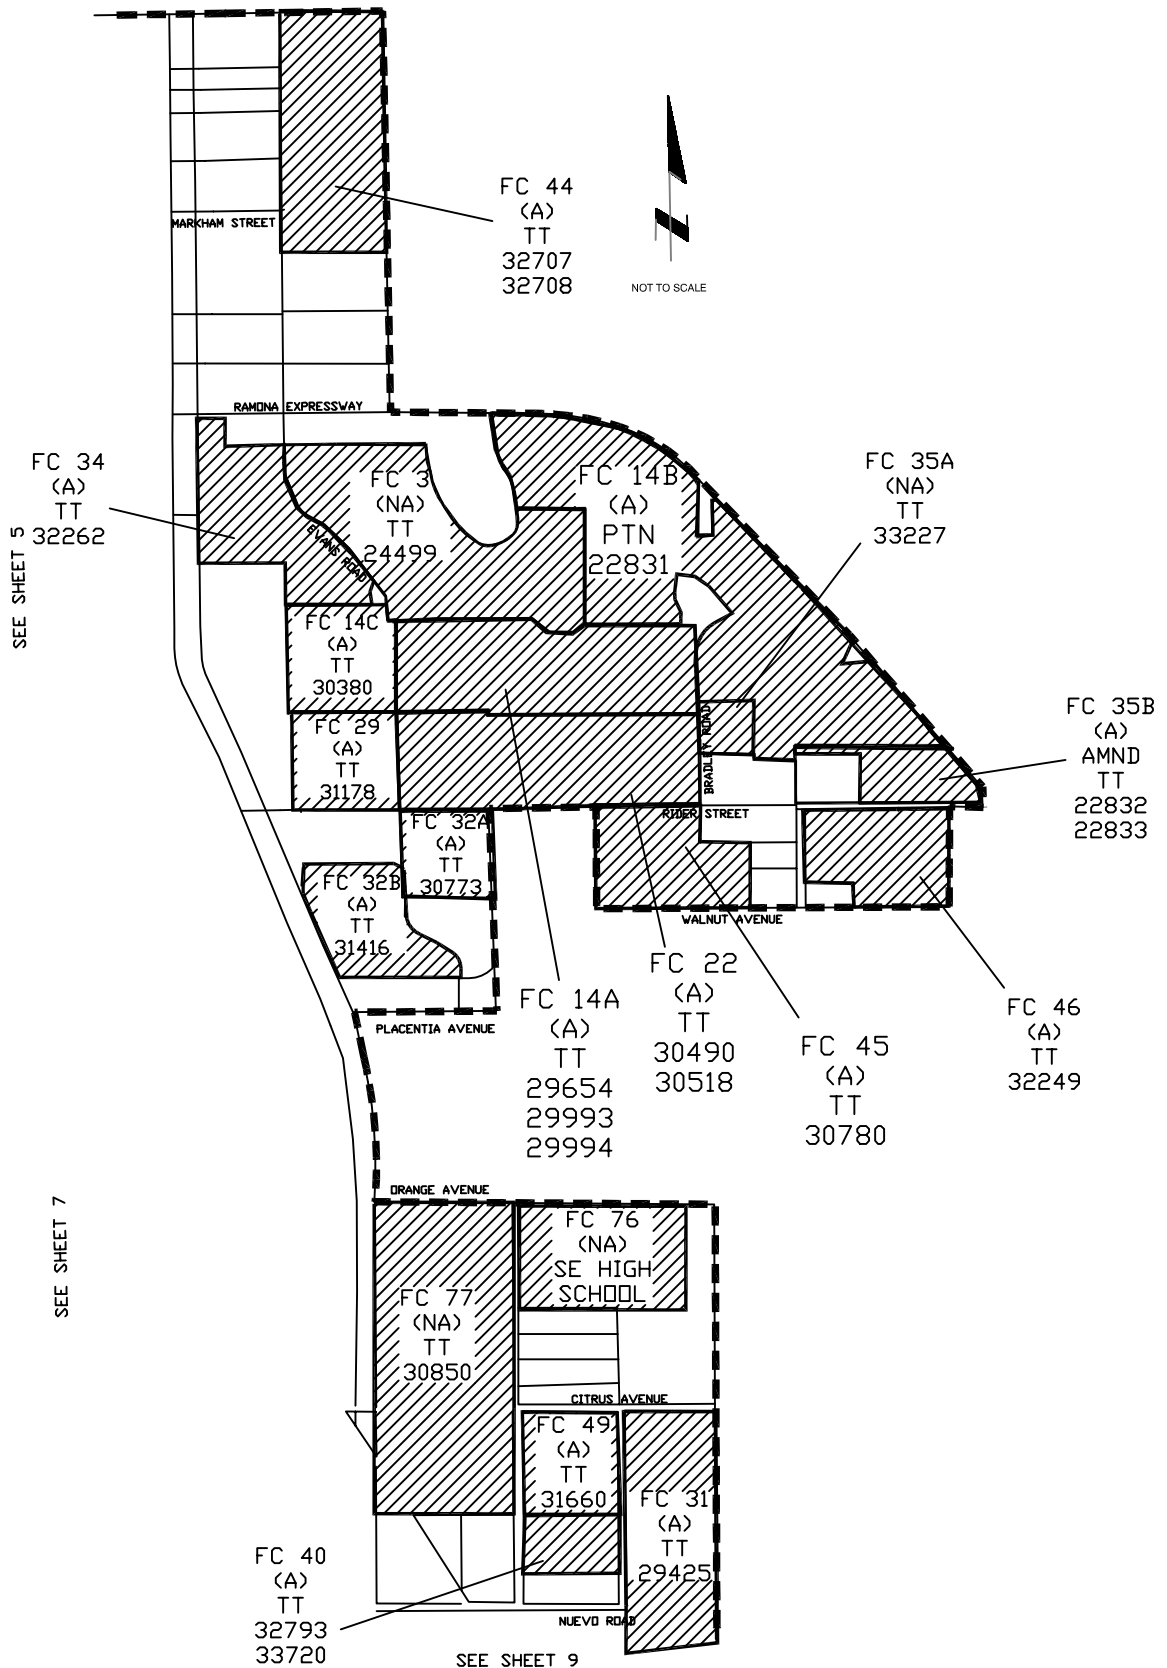 FC 44
(A)
TT
32707
32708
MARKHAM STREET
NOT TO SCALE
RAMONA EXPRESSWAY
FC 34
(A)
TT
32262
SEE SHEET 5
FC 3
(NA)
TT
24499
EVANS ROAD
FC 14B
(A)
PTN
22831
FC 35A
(NA)
TT
33227
FC 14C
(A)
TT
30380
FC 29
(A)
TT
31178
BRADLEY ROAD
FC 35B
(A)
AMND
TT
22832
22833
RIDER STREET
FC 32A
(A)
TT
30773
FC 32B
(A)
TT
31416
WALNUT AVENUE
PLACENTIA AVENUE
FC 14A
(A)
TT
29654
29993
29994
FC 22
(A)
TT
30490
30518
FC 45
(A)
TT
30780
FC 46
(A)
TT
32249
ORANGE AVENUE
SEE SHEET 7
FC 76
(NA)
SE HIGH
SCHOOL
FC 77
(NA)
TT
30850
CITRUS AVENUE
FC 49
(A)
TT
31660
FC 31
(A)
TT
29425
FC 40
(A)
TT
32793
33720
NUEVO ROAD
SEE SHEET 9